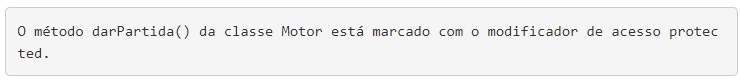 O método darPartida() da classe Motor está marcado com o modificador de acesso protec
ted.